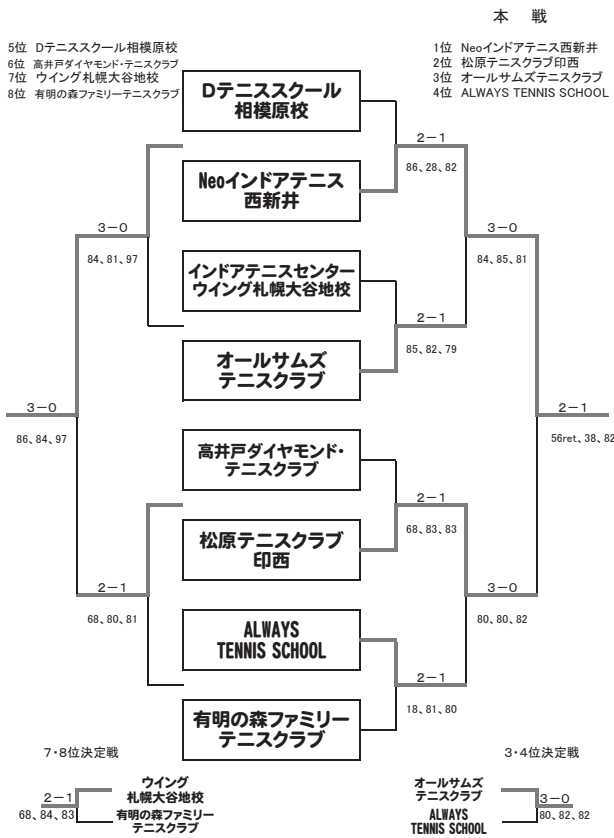 本 戦
5位 Dテニススクール相模原校
6位 高井戸ダイヤモンド・テニスクラブ
7位 ウイング札幌大谷地校
8位 有明の森ファミリーテニスクラブ
1位 Neoインドアテニス西新井
2位 松原テニスクラブ印西
3位 オールサムズテニスクラブ
4位 ALWAYS TENNIS SCHOOL
Dテニススクール
相模原校
2-1
86、28、82
Neoインドアテニス
西新井
3-0
84、81、97
3-0
84、85、81
インドアテニスセンター
ウイング札幌大谷地校
2-1
85、82、79
オールサムズ
テニスクラブ
3-0
86、84、97
2-1
56ret、38、82
高井戸ダイヤモンド・
テニスクラブ
2-1
68、83、83
松原テニスクラブ
印西
2-1
68、80、81
3-0
80、80、82
ALWAYS
TENNIS SCHOOL
2-1
18、81、80
有明の森ファミリー
テニスクラブ
7・8位決定戦
ウイング
札幌大谷地校
2-1
68、84、83
有明の森ファミリー
テニスクラブ
3・4位決定戦
オールサムズ
テニスクラブ
3-0
80、82、82
ALWAYS
TENNIS SCHOOL